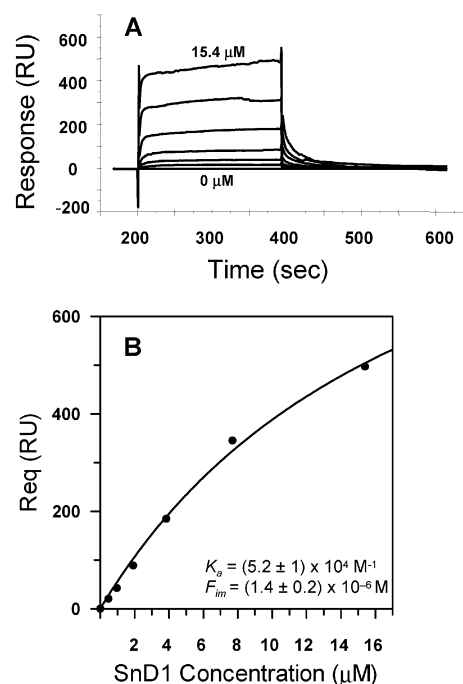 A
15.4 μM
0 μM
600
400
200
0
-200
Response (RU)
200
300
400
500
600
Time (sec)
B
600
400
200
0
Req (RU)
Kₐ = (5.2 ± 1) x 10⁴ M⁻¹
Fᵢₘ = (1.4 ± 0.2) x 10⁻⁶ M
2 4 6 8 10 12 14 16
SnD1 Concentration (μM)